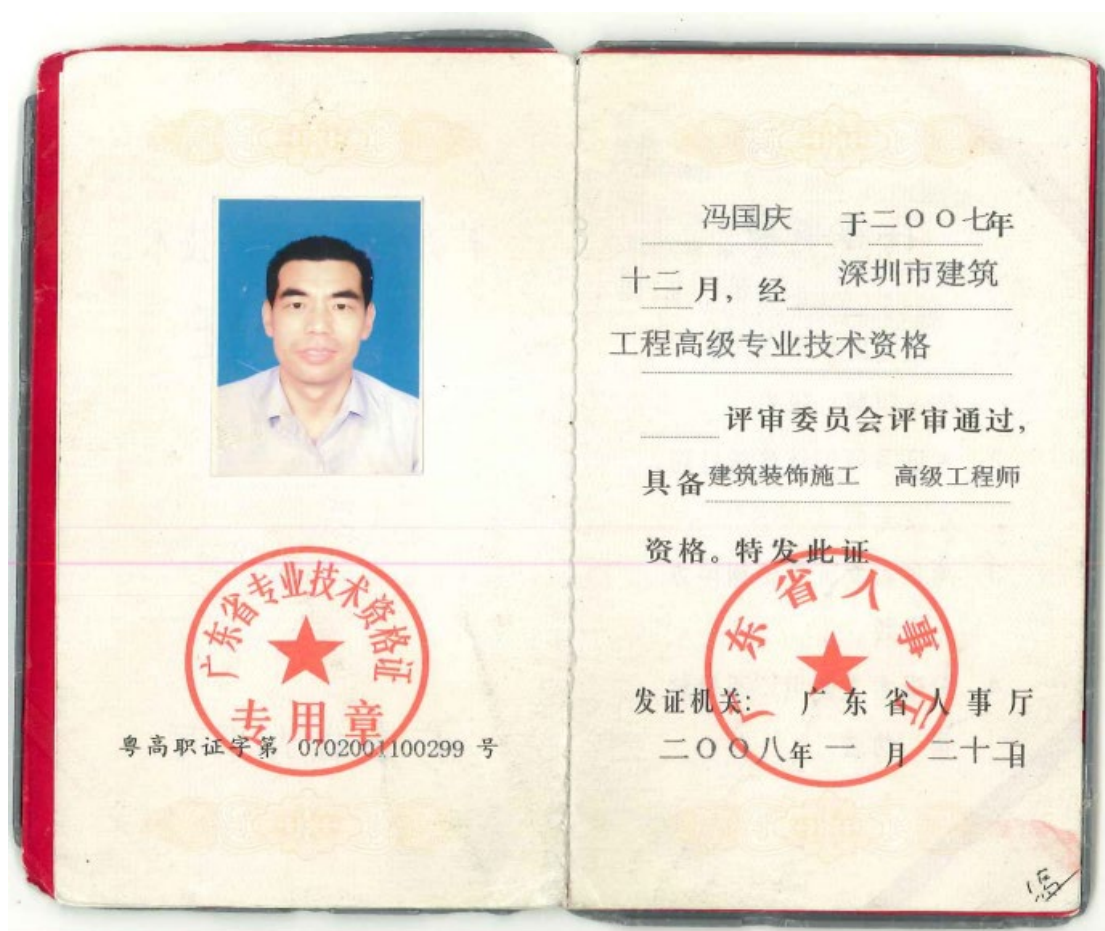 广东省专业技术资格证
专用章
粤高职证字第 0702001100299 号
冯国庆 于二〇〇七年
十二月，经 深圳市建筑
工程高级专业技术资格
评审委员会评审通过，
具备建筑装饰施工 高级工程师
资格。特发此证
广东省人事厅
发证机关： 广东省人事厅
二〇〇八年一月二十二日